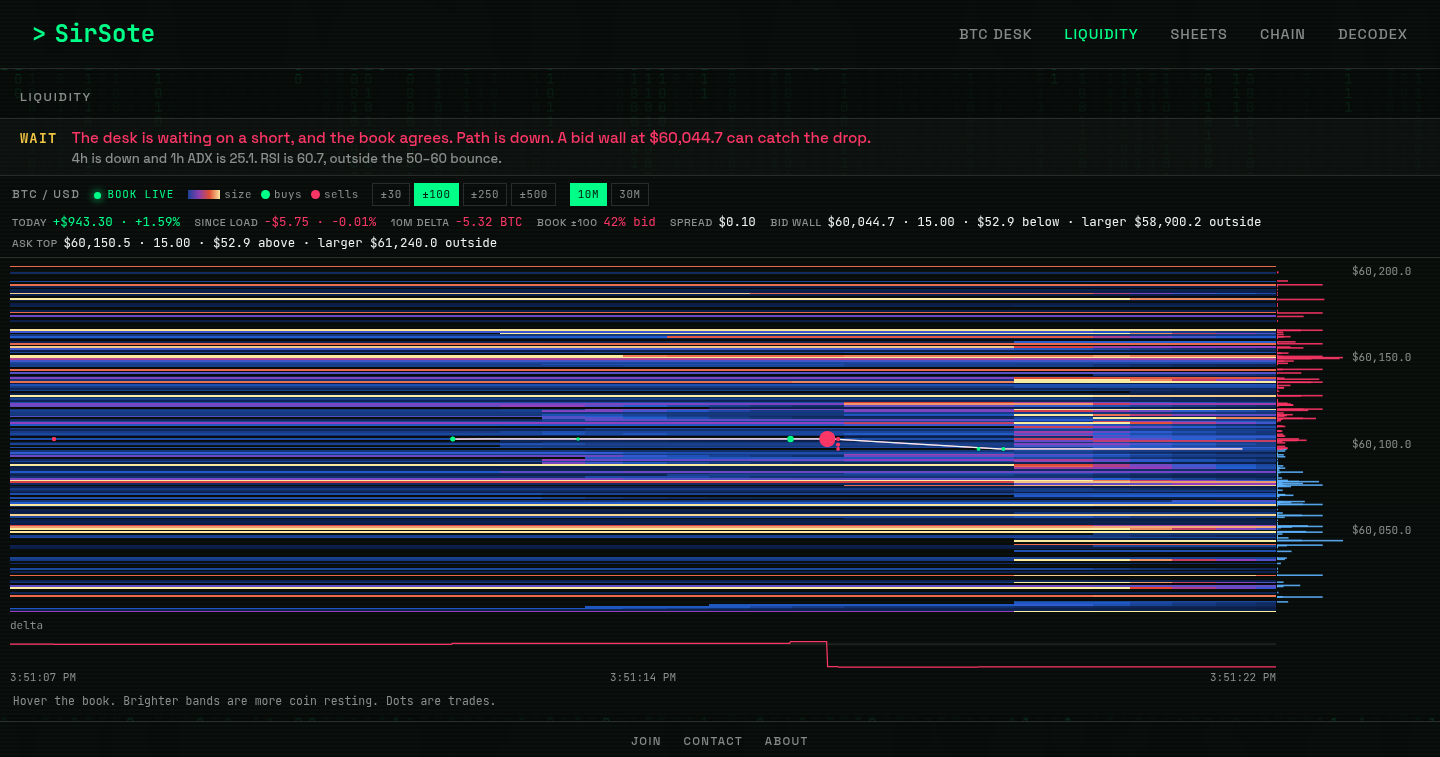 > SirSote
BTC DESK LIQUIDITY SHEETS CHAIN DECODEX
LIQUIDITY
WAIT The desk is waiting on a short, and the book agrees. Path is down. A bid wall at $60,044.7 can catch the drop.
4h is down and 1h ADX is 25.1. RSI is 60.7, outside the 50–60 bounce.
BTC / USD BOOK LIVE size buys sells ±30 ±100 ±250 ±500 10M 30M
TODAY +$943.30 · +1.59% SINCE LOAD -$5.75 · -0.01% 10M DELTA -5.32 BTC BOOK ±100 42% bid SPREAD $0.10 BID WALL $60,044.7 · 15.00 · $52.9 below · larger $58,900.2 outside
ASK TOP $60,150.5 · 15.00 · $52.9 above · larger $61,240.0 outside
$60,200.0
$60,150.0
$60,100.0
$60,050.0
delta
3:51:07 PM 3:51:14 PM 3:51:22 PM
Hover the book. Brighter bands are more coin resting. Dots are trades.
JOIN CONTACT ABOUT